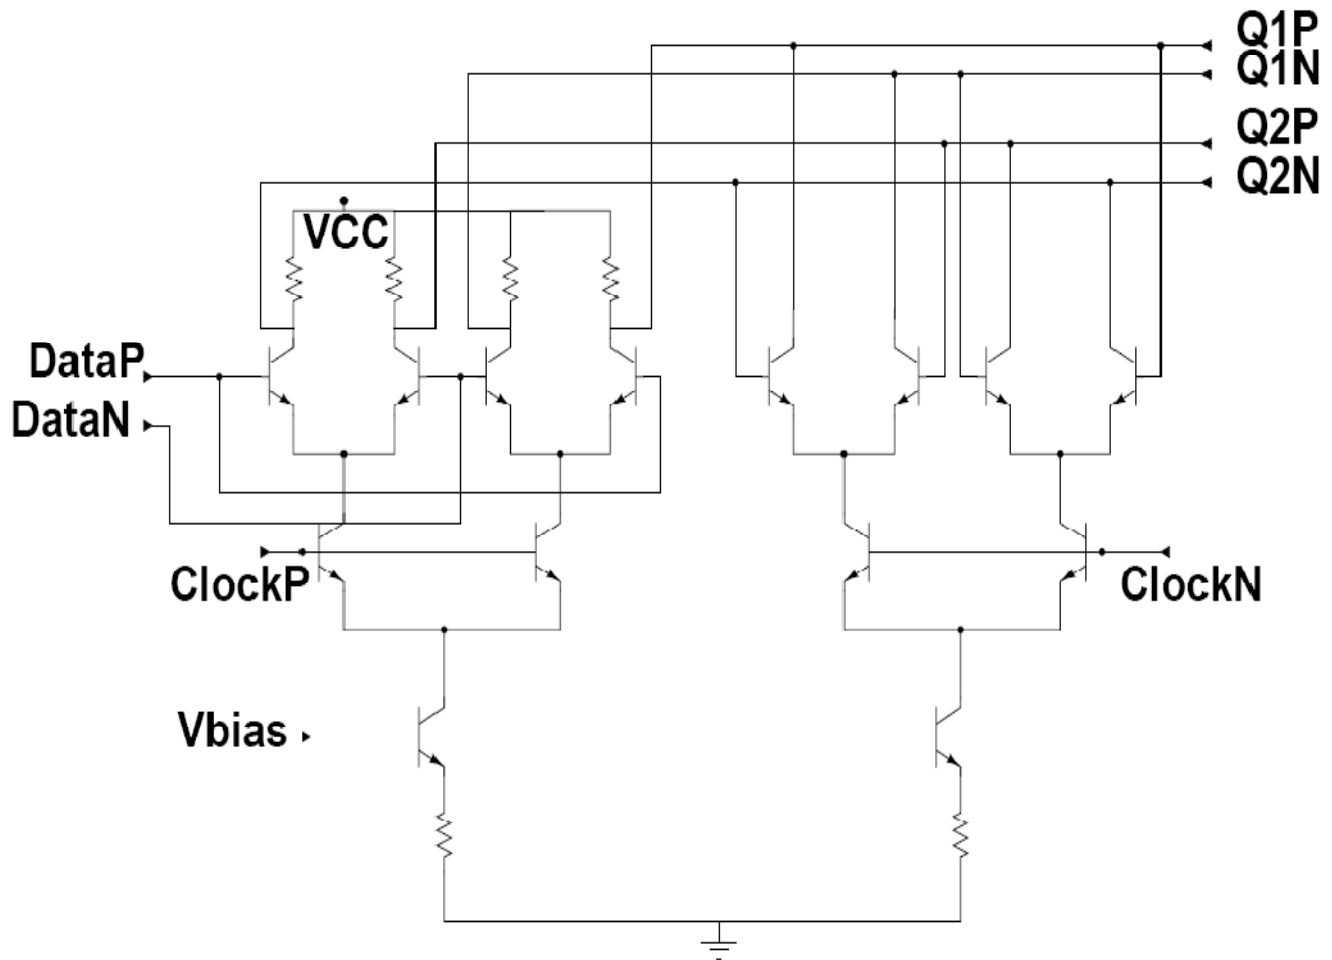 Q1P
Q1N
Q2P
Q2N
VCC
DataP
DataN
ClockP
ClockN
Vbias